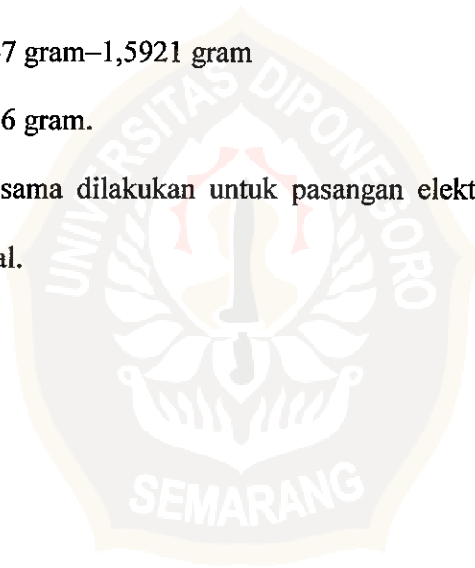 7 gram–1,5921 gram
6 gram.
sama dilakukan untuk pasangan elekt
al.
UNIVERSITAS DIPONEGORO
SEMARANG